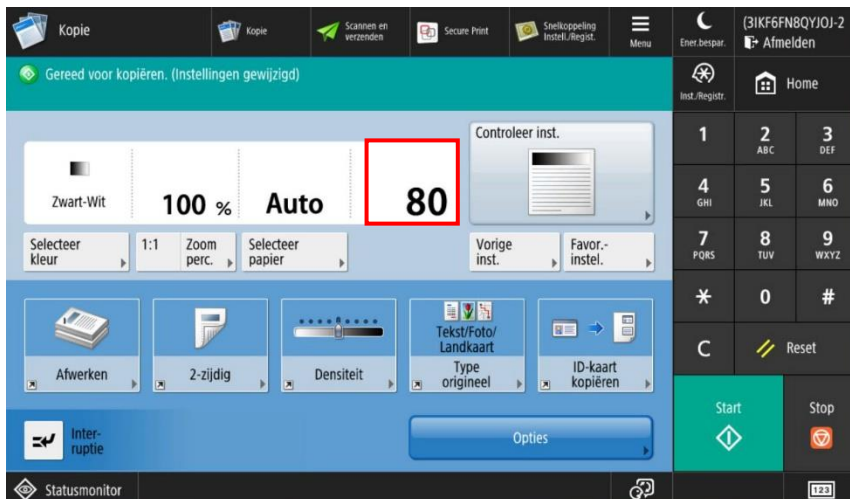 Kopie
Kopie
Scannen en
verzenden
Secure Print
Snelkoppeling
Instell./Regist.
Menu
Ener.bespar.
(3IKF6FN8QYJOJ-2
Afmelden
Gereed voor kopiëren. (Instellingen gewijzigd)
Inst./Registr.
Home
Controleer inst.
Zwart-Wit
100 %
Auto
80
Selecteer
kleur
1:1
Zoom
perc.
Selecteer
papier
Vorige
inst.
Favor.-
instel.
1
2
ABC
3
DEF
4
GHI
5
JKL
6
MNO
7
PQRS
8
TUV
9
WXYZ
*
0
#
C
Reset
Afwerken
2-zijdig
Densiteit
Tekst/Foto/
Landkaart
Type
origineel
ID-kaart
kopiëren
Start
Stop
Inter-
ruptie
Opties
Statusmonitor
123